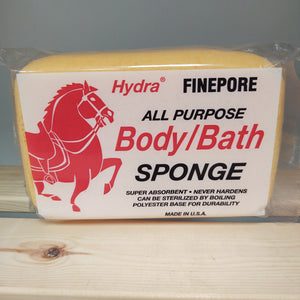 Hydra® FINEPORE
ALL PURPOSE
Body/Bath
SPONGE
SUPER ABSORBENT • NEVER HARDENS
CAN BE STERILIZED BY BOILING
POLYESTER BASE FOR DURABILITY
MADE IN U.S.A.